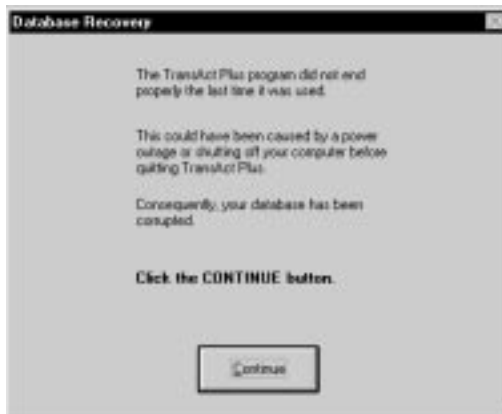 Database Recovery
The TransAct Plus program did not end
properly the last time it was used.
This could have been caused by a power
outage or shutting off your computer before
quitting TransAct Plus.
Consequently, your database has been
corrupted.
Click the CONTINUE button.
Continue